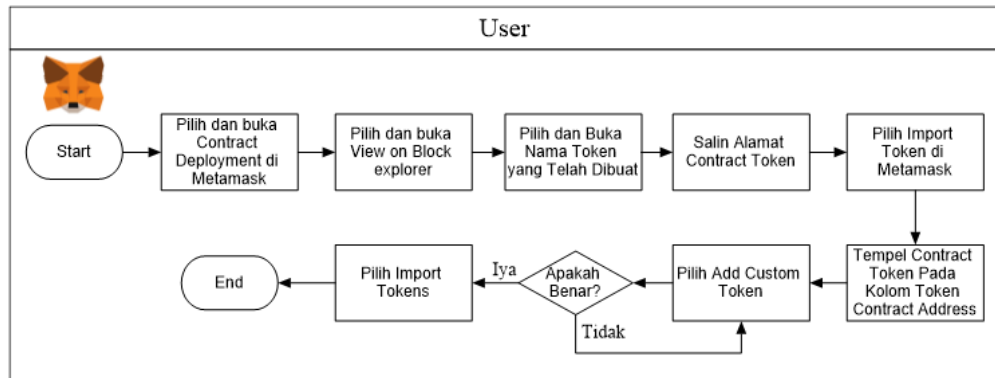 User
Start
Pilih dan buka
Contract
Deployment di
Metamask
Pilih dan buka
View on Block
explorer
Pilih dan Buka
Nama Token
yang Telah Dibuat
Salin Alamat
Contract Token
Pilih Import
Token di
Metamask
Tempel Contract
Token Pada
Kolom Token
Contract Address
Pilih Add Custom
Token
Apakah
Benar?
Iya
Tidak
Pilih Import
Tokens
End